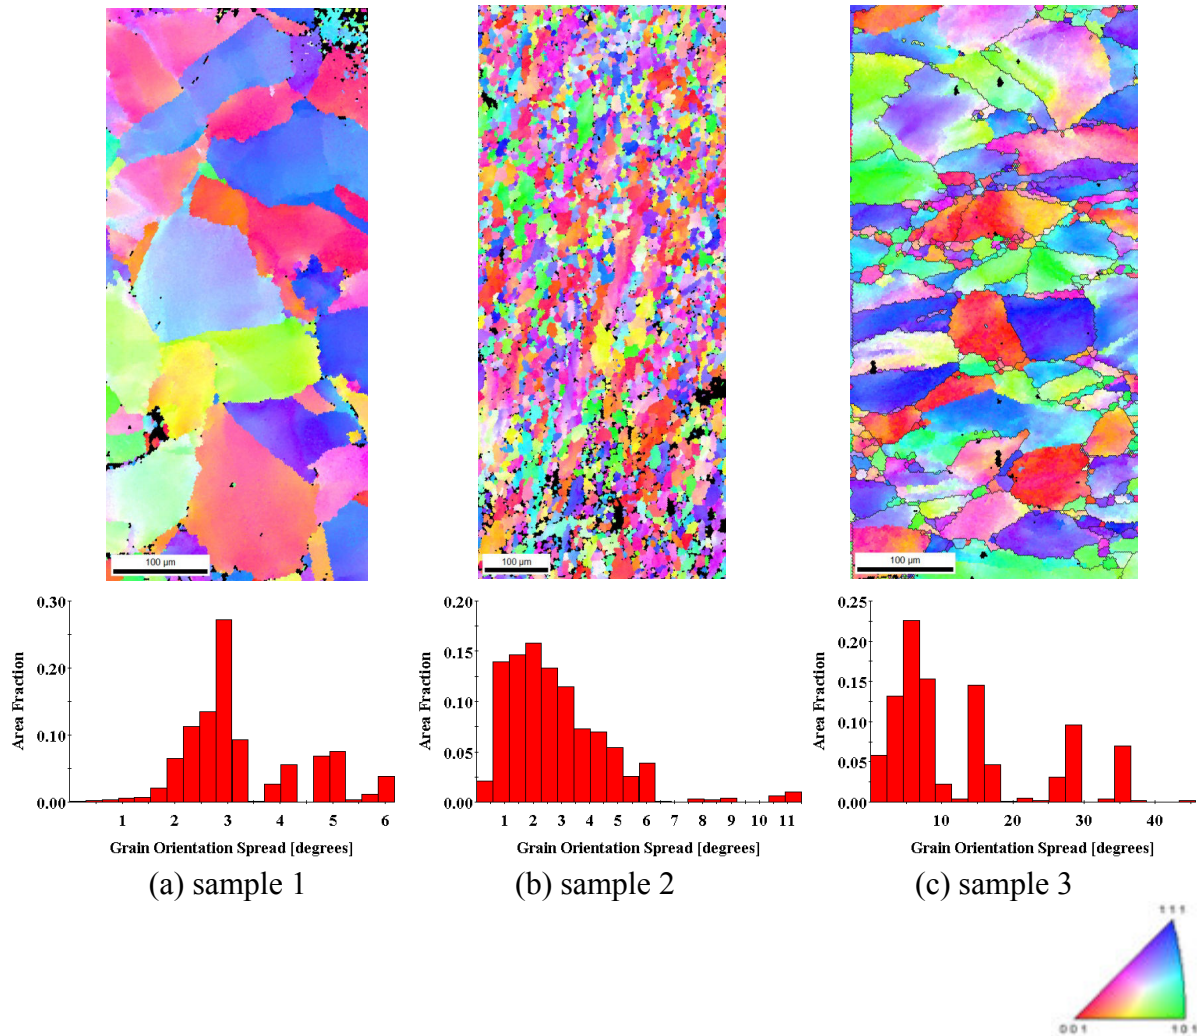 100 µm
100 µm
100 µm
0.30
0.20
0.10
0.00
Area Fraction
1 2 3 4 5 6
Grain Orientation Spread [degrees]
(a) sample 1
0.20
0.15
0.10
0.05
0.00
Area Fraction
1 2 3 4 5 6 7 8 9 10 11
Grain Orientation Spread [degrees]
(b) sample 2
0.25
0.20
0.15
0.10
0.05
0.00
Area Fraction
10 20 30 40
Grain Orientation Spread [degrees]
(c) sample 3
111
001 101